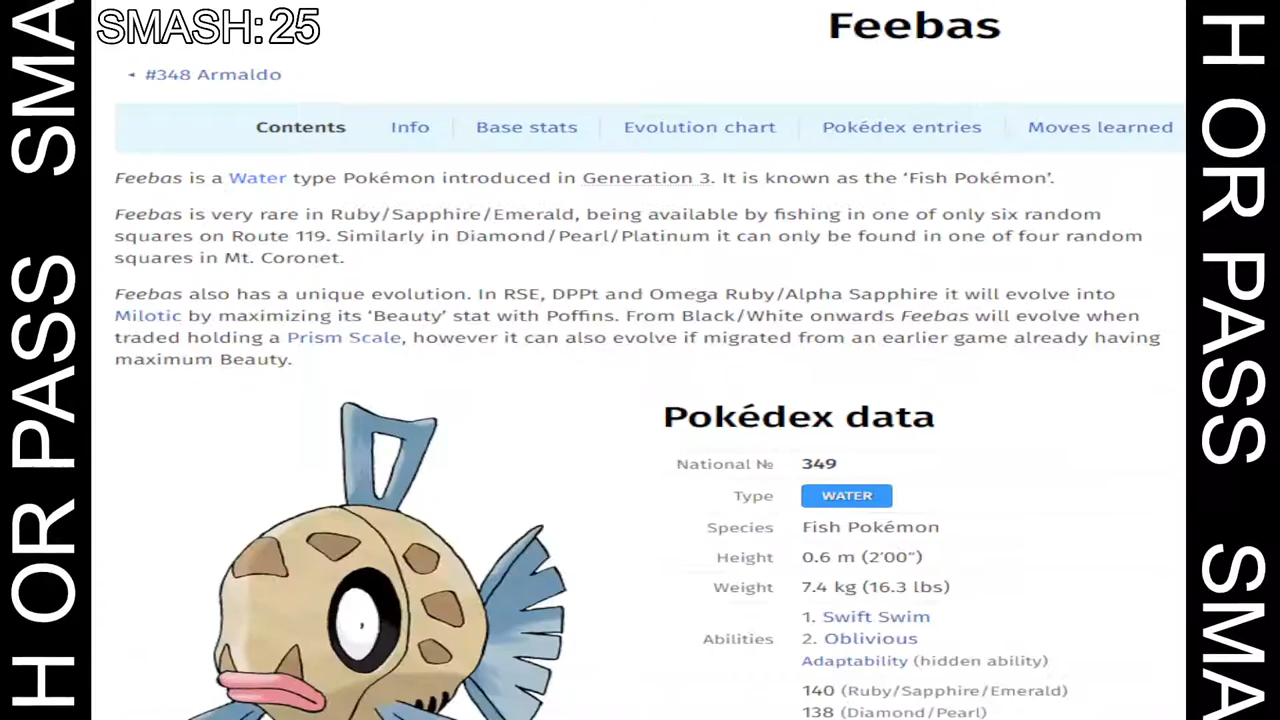 SMASH: 25
Feebas
◂ #348 Armaldo
Contents Info Base stats Evolution chart Pokédex entries Moves learned
Feebas is a Water type Pokémon introduced in Generation 3. It is known as the ‘Fish Pokémon’.
Feebas is very rare in Ruby/Sapphire/Emerald, being available by fishing in one of only six random
squares on Route 119. Similarly in Diamond/Pearl/Platinum it can only be found in one of four random
squares in Mt. Coronet.
Feebas also has a unique evolution. In RSE, DPPt and Omega Ruby/Alpha Sapphire it will evolve into
Milotic by maximizing its ‘Beauty’ stat with Poffins. From Black/White onwards Feebas will evolve when
traded holding a Prism Scale, however it can also evolve if migrated from an earlier game already having
maximum Beauty.
Pokédex data
National № 349
Type WATER
Species Fish Pokémon
Height 0.6 m (2′00″)
Weight 7.4 kg (16.3 lbs)
Abilities 1. Swift Swim
2. Oblivious
Adaptability (hidden ability)
140 (Ruby/Sapphire/Emerald)
138 (Diamond/Pearl)
H OR PASS SMA
H OR PASS SMA